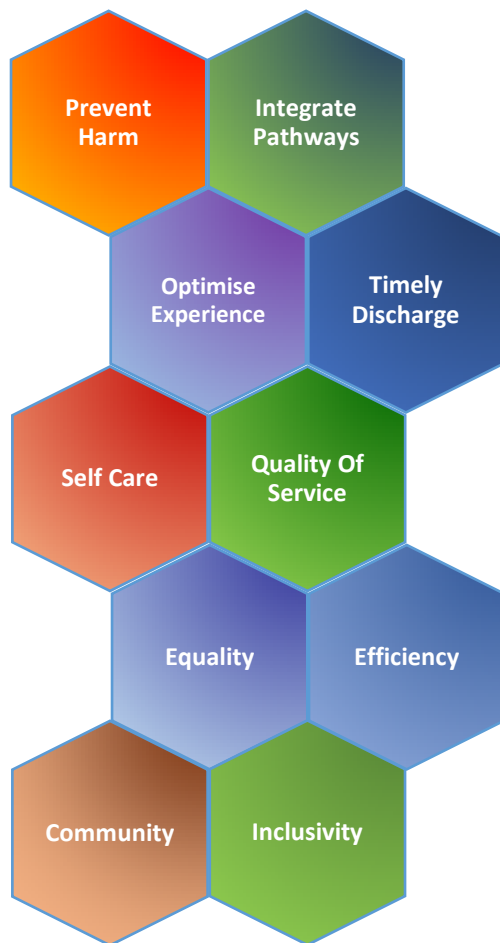 Prevent
Harm
Integrate
Pathways
Optimise
Experience
Timely
Discharge
Self Care
Quality Of
Service
Equality
Efficiency
Community
Inclusivity